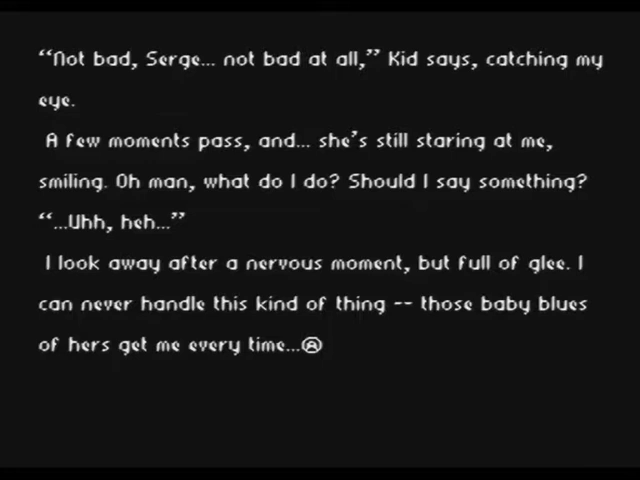 “Not bad, Serge... not bad at all,” Kid says, catching my
eye.
A few moments pass, and... she’s still staring at me,
smiling. Oh man, what do I do? Should I say something?
“...Uhh, heh...”
I look away after a nervous moment, but full of glee. I
can never handle this kind of thing -- those baby blues
of hers get me every time...Ⓐ